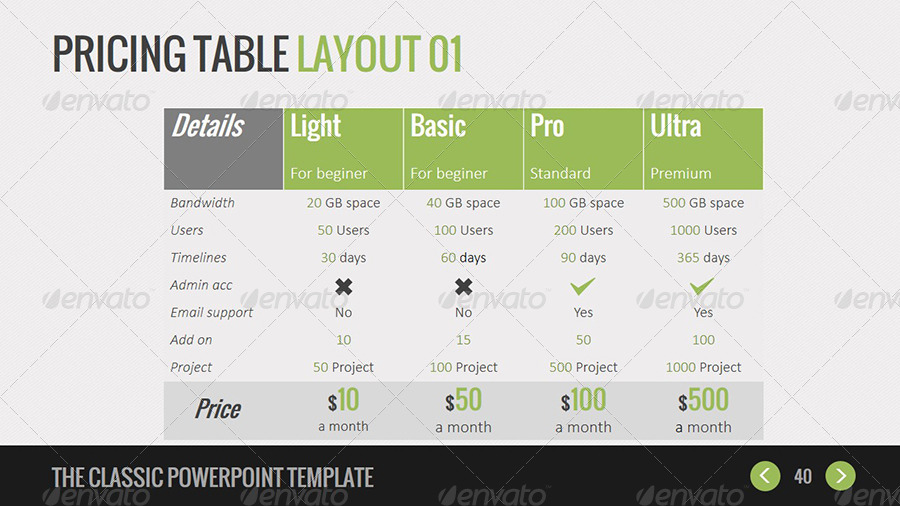 PRICING TABLE LAYOUT 01
Details Light Basic Pro Ultra
For beginer For beginer Standard Premium
Bandwidth 20 GB space 40 GB space 100 GB space 500 GB space
Users 50 Users 100 Users 200 Users 1000 Users
Timelines 30 days 60 days 90 days 365 days
Admin acc
Email support No No Yes Yes
Add on 10 15 50 100
Project 50 Project 100 Project 500 Project 1000 Project
Price $10 $50 $100 $500
a month a month a month a month
THE CLASSIC POWERPOINT TEMPLATE 40
envato